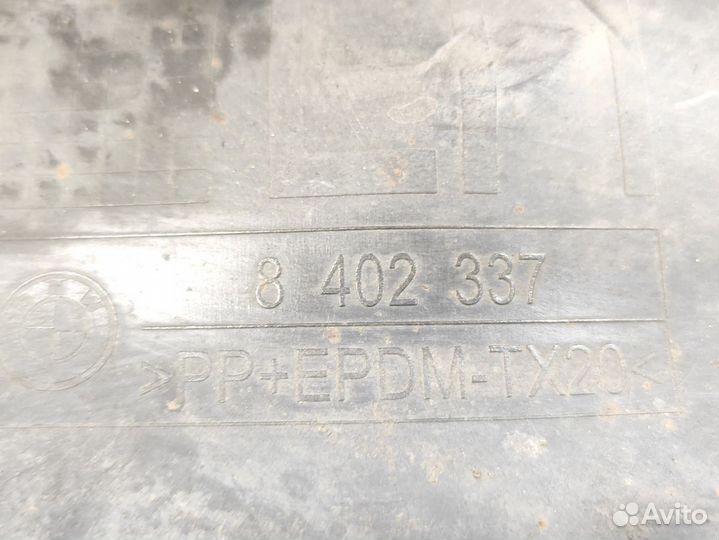 8 402 337
>PP+EPDM-TX20<
Avito